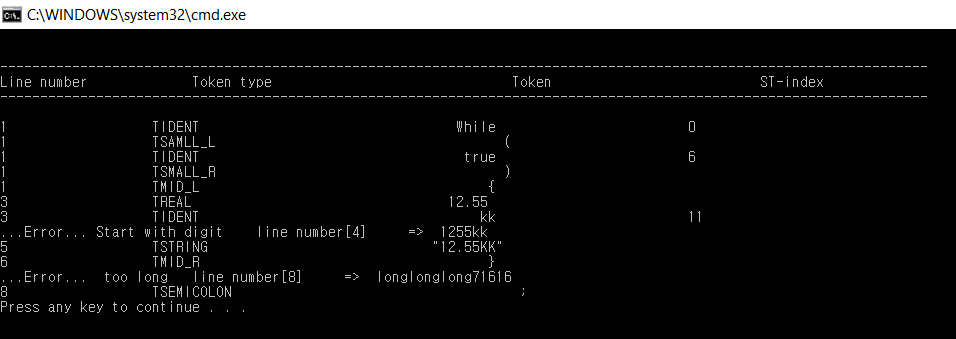 C:\WINDOWS\system32\cmd.exe
--------------------------------------------------------------------------------------------------------------------
Line number Token type Token ST-index
--------------------------------------------------------------------------------------------------------------------
1 TIDENT While 0
1 TSAMLL_L (
1 TIDENT true 6
1 TSMALL_R )
1 TMID_L {
3 TREAL 12.55
3 TIDENT kk 11
...Error... Start with digit line number[4] => 1255kk
5 TSTRING "12.55KK"
6 TMID_R }
...Error... too long line number[8] => longlonglong71616
8 TSEMICOLON ;
Press any key to continue . . .